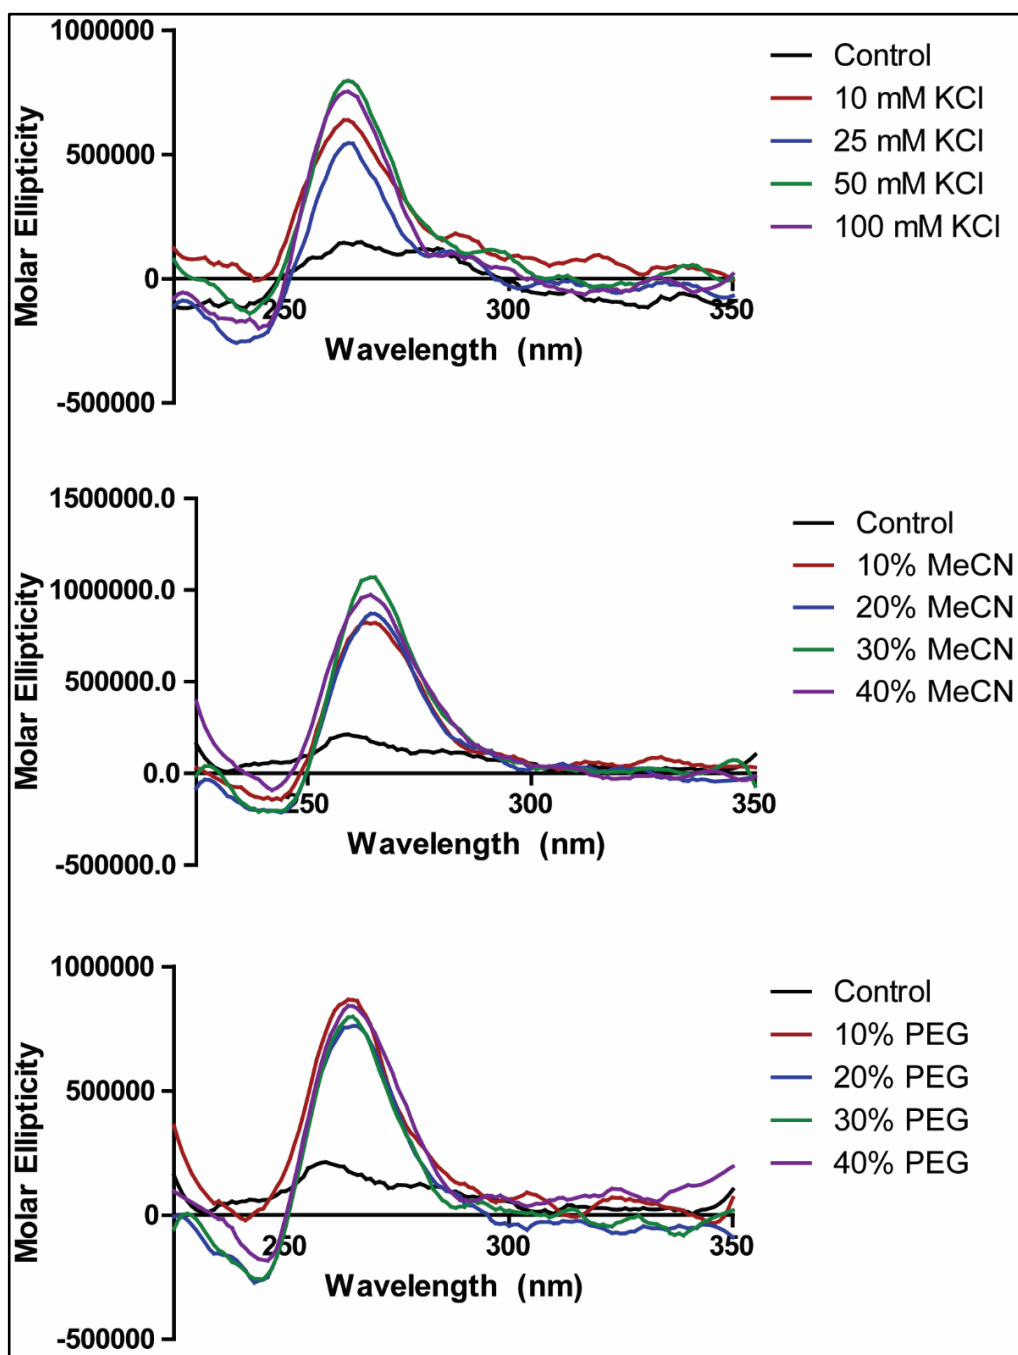 1000000
500000
0
-500000
Molar Ellipticity
250
300
350
Wavelength (nm)
Control
10 mM KCl
25 mM KCl
50 mM KCl
100 mM KCl
1500000.0
1000000.0
500000.0
0.0
-500000.0
Molar Ellipticity
250
300
350
Wavelength (nm)
Control
10% MeCN
20% MeCN
30% MeCN
40% MeCN
1000000
500000
0
-500000
Molar Ellipticity
250
300
350
Wavelength (nm)
Control
10% PEG
20% PEG
30% PEG
40% PEG